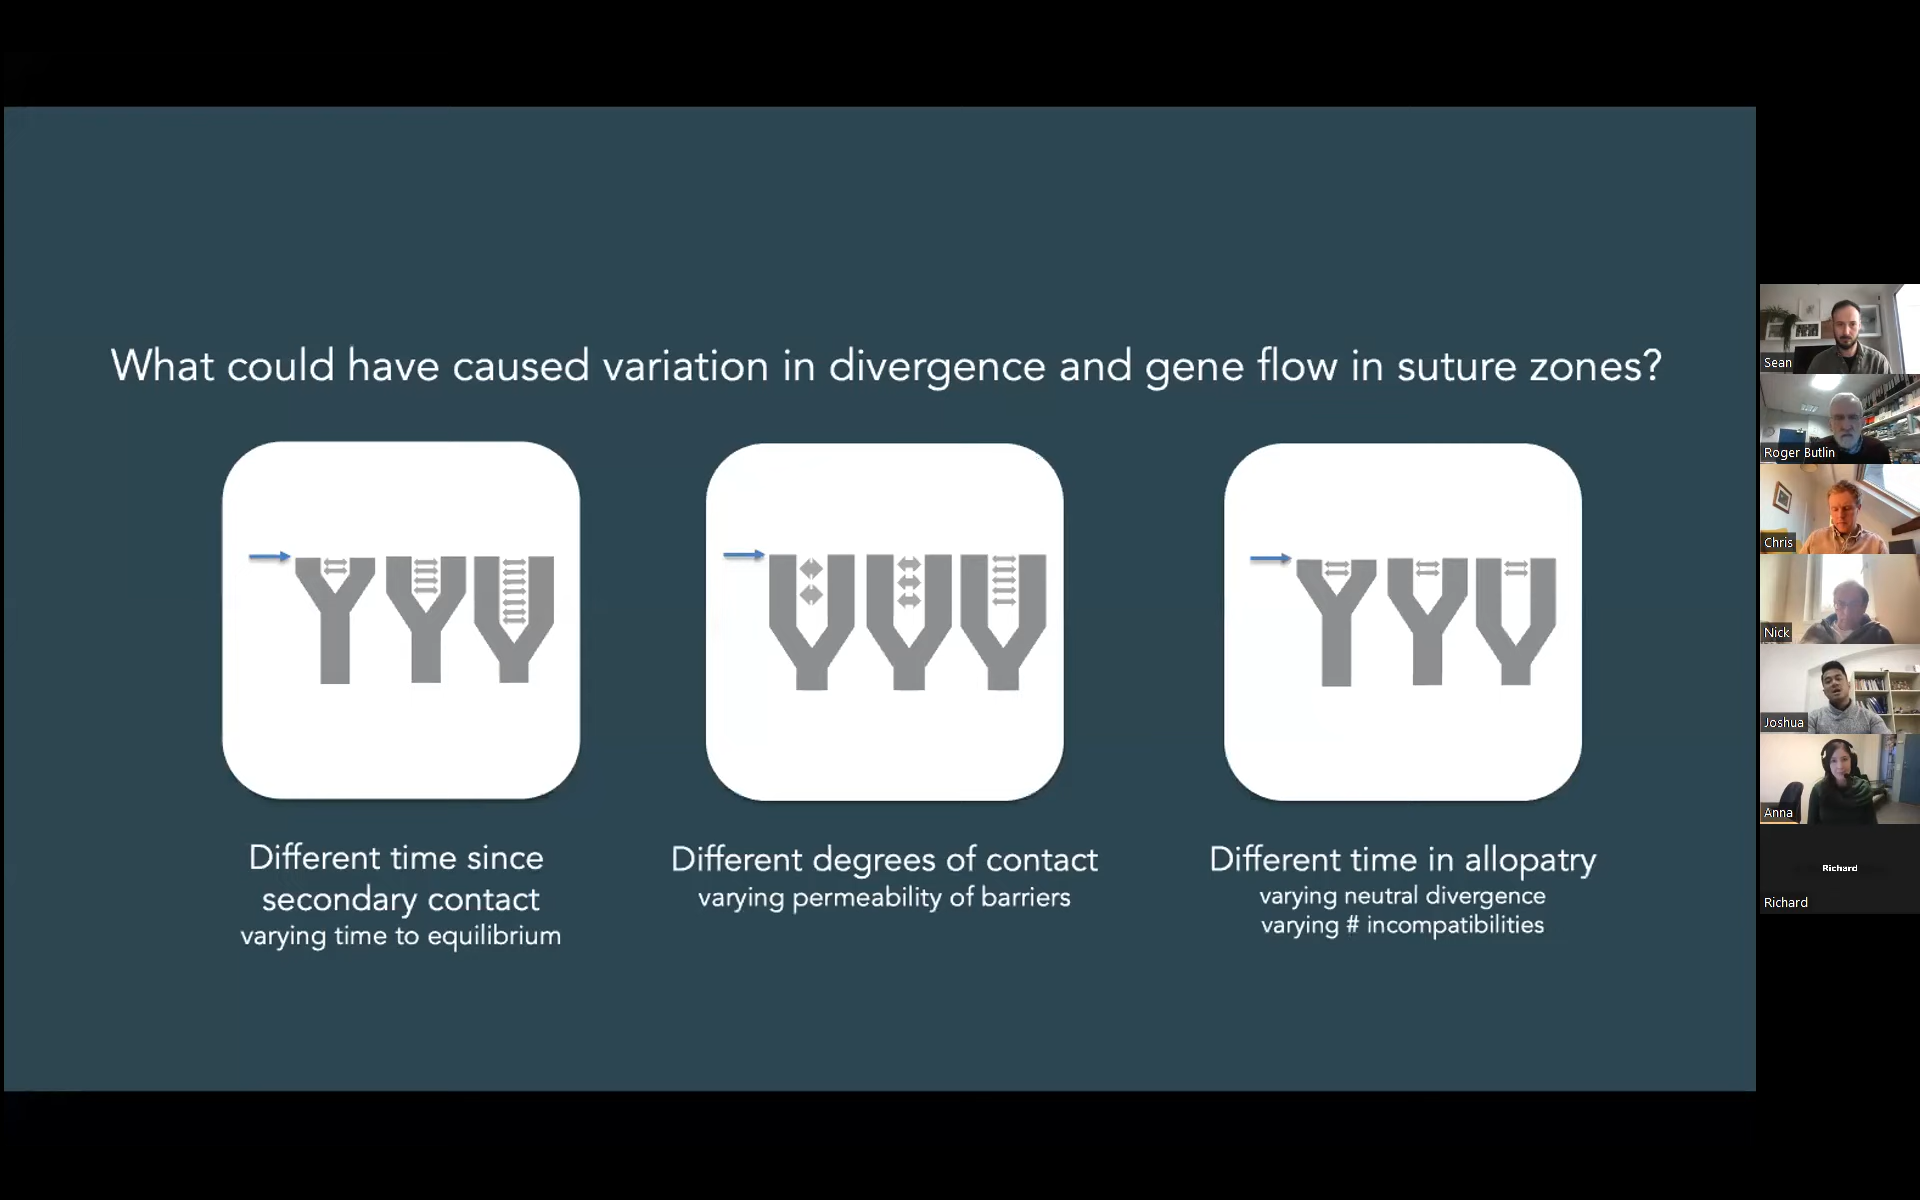 What could have caused variation in divergence and gene flow in suture zones?
Different time since
secondary contact
varying time to equilibrium
Different degrees of contact
varying permeability of barriers
Different time in allopatry
varying neutral divergence
varying # incompatibilities
Sean
Roger Butlin
Chris
Nick
Joshua
Anna
Richard
Richard